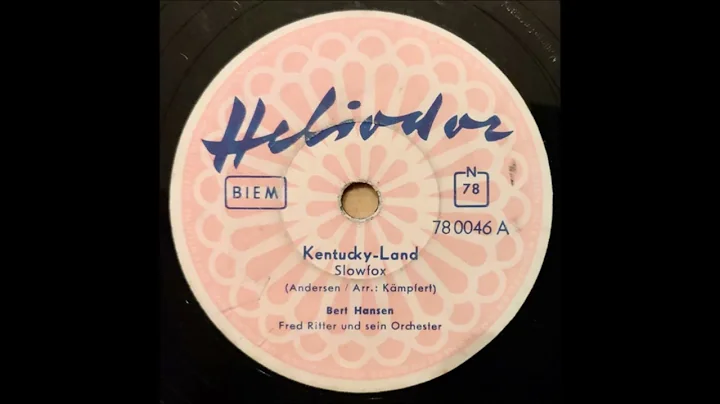 Heliodor
BIEM
N
78
78 0046 A
Kentucky-Land
Slowfox
(Andersen / Arr.: Kämpfert)
Bert Hansen
Fred Ritter und sein Orchester